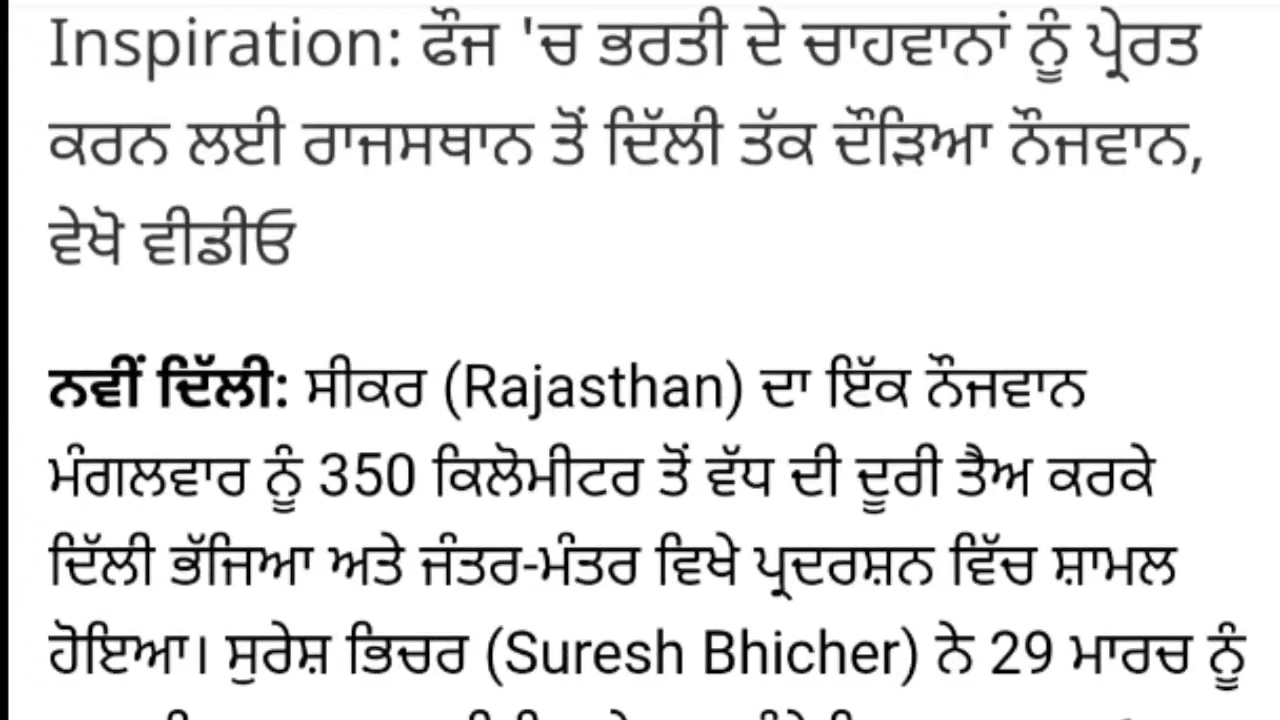 Inspiration: ਫੌਜ 'ਚ ਭਰਤੀ ਦੇ ਚਾਹਵਾਨਾਂ ਨੂੰ ਪ੍ਰੇਰਤ
ਕਰਨ ਲਈ ਰਾਜਸਥਾਨ ਤੋਂ ਦਿੱਲੀ ਤੱਕ ਦੌੜਿਆ ਨੌਜਵਾਨ,
ਵੇਖੋ ਵੀਡੀਓ
ਨਵੀਂ ਦਿੱਲੀ: ਸੀਕਰ (Rajasthan) ਦਾ ਇੱਕ ਨੌਜਵਾਨ
ਮੰਗਲਵਾਰ ਨੂੰ 350 ਕਿਲੋਮੀਟਰ ਤੋਂ ਵੱਧ ਦੀ ਦੂਰੀ ਤੈਅ ਕਰਕੇ
ਦਿੱਲੀ ਭੱਜਿਆ ਅਤੇ ਜੰਤਰ-ਮੰਤਰ ਵਿਖੇ ਪ੍ਰਦਰਸ਼ਨ ਵਿੱਚ ਸ਼ਾਮਲ
ਹੋਇਆ। ਸੁਰੇਸ਼ ਭਿਚਰ (Suresh Bhicher) ਨੇ 29 ਮਾਰਚ ਨੂੰ